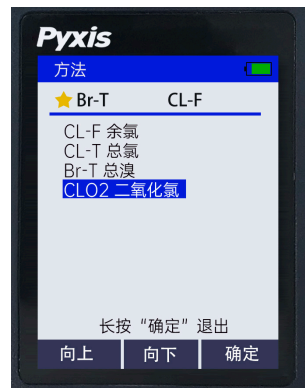 Pyxis
方法
Br-T CL-F
CL-F 余氯
CL-T 总氯
Br-T 总溴
CLO2 二氧化氯
长按“确定”退出
向上 向下 确定